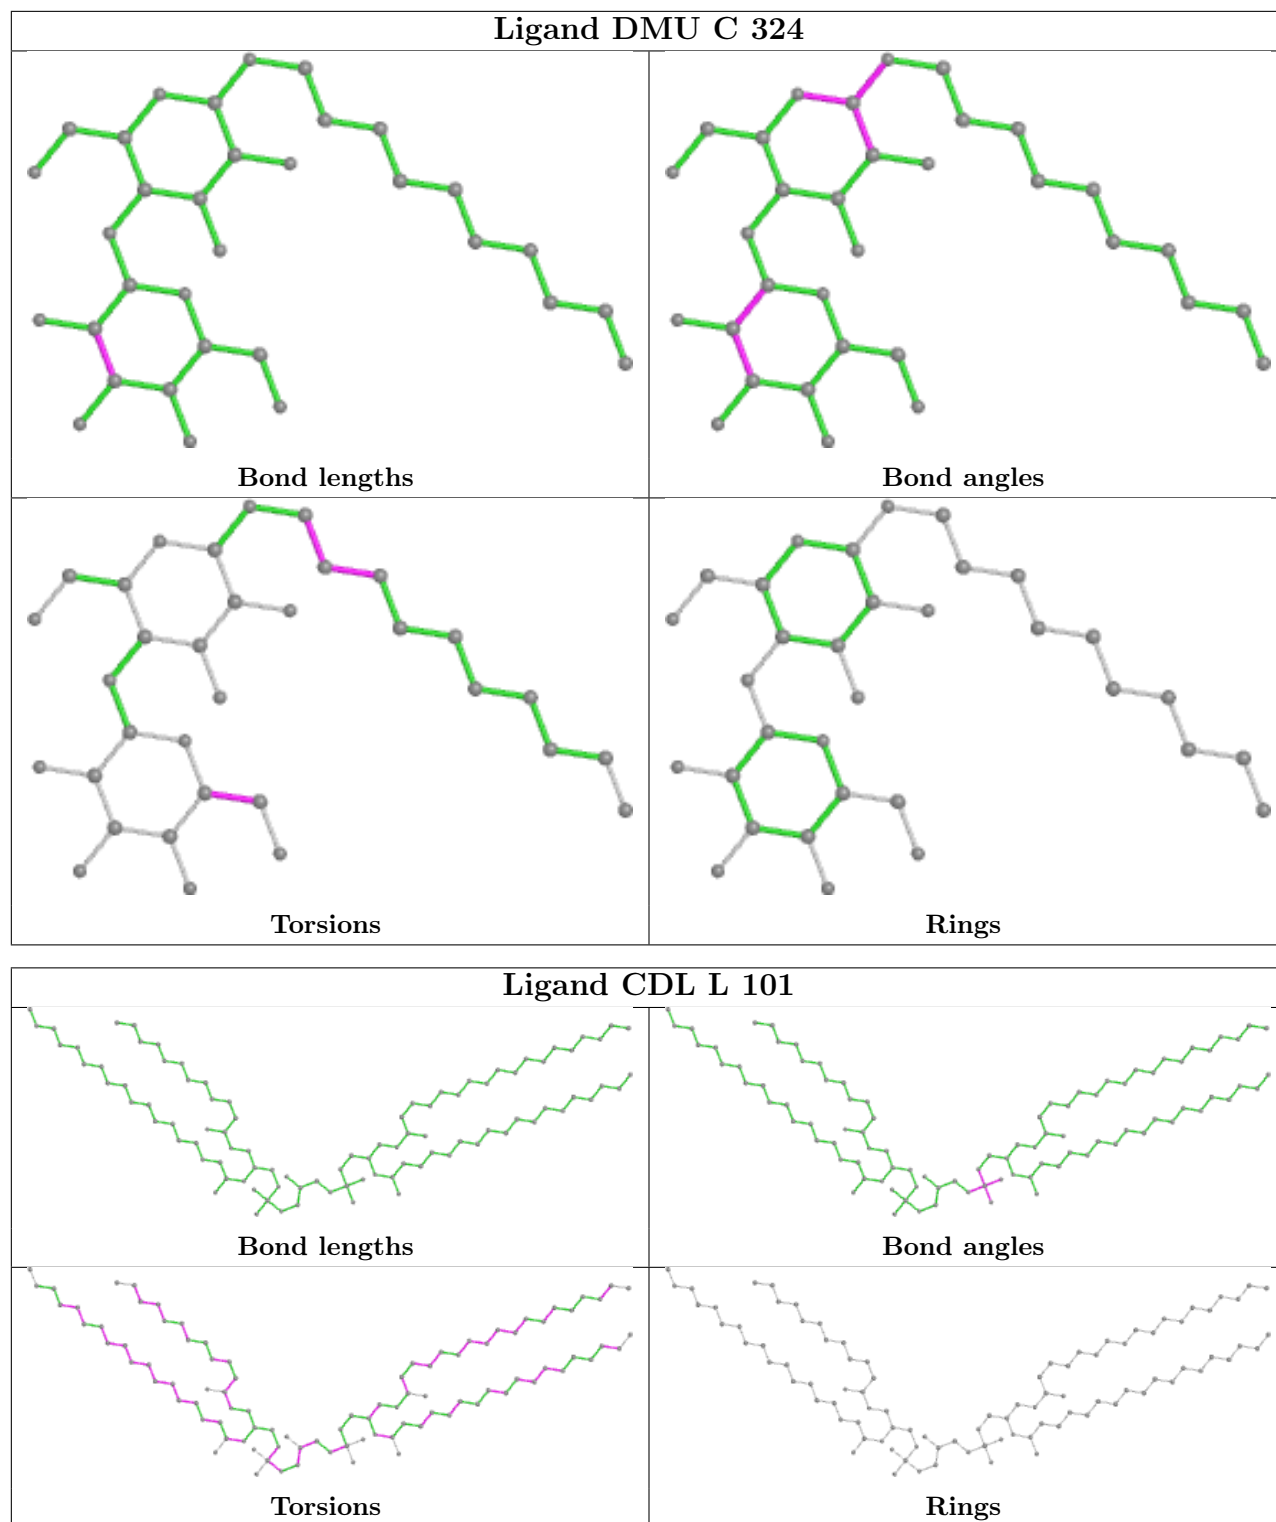 Ligand DMU C 324
Bond lengths
Bond angles
Torsions
Rings
Ligand CDL L 101
Bond lengths
Bond angles
Torsions
Rings